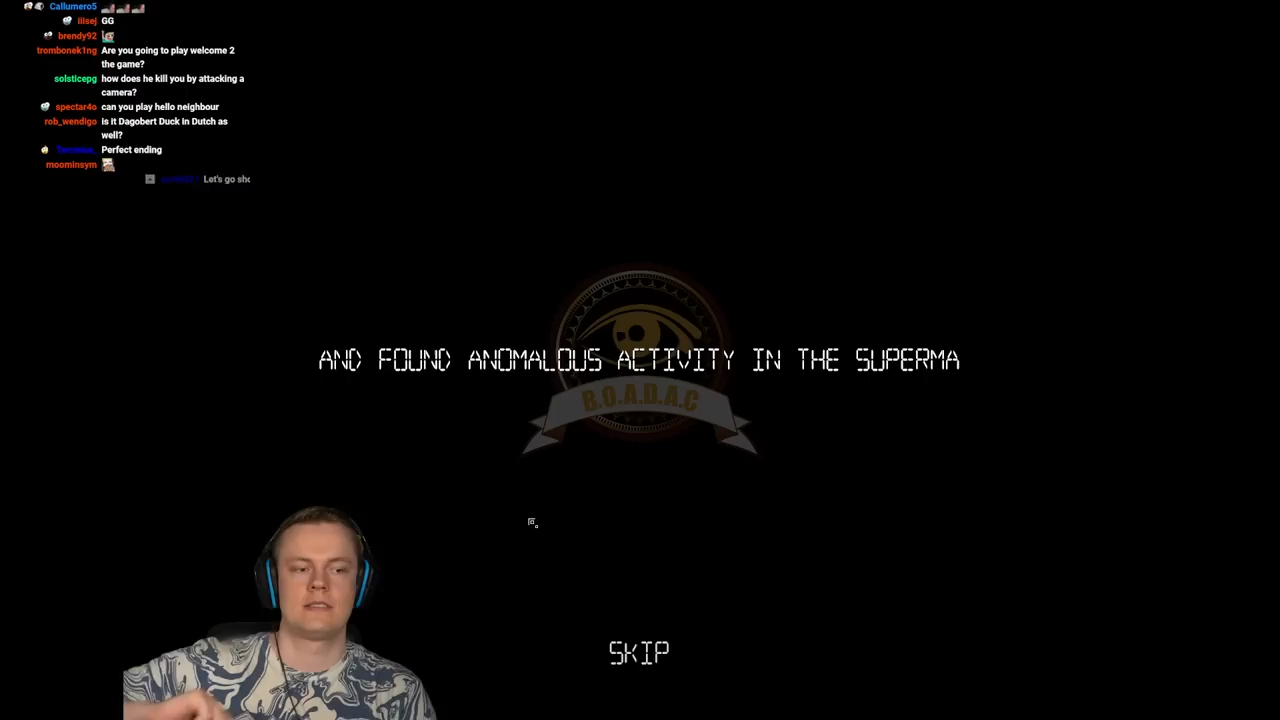 Callumero5
iilsej GG
brendy92
trombonek1ng Are you going to play welcome 2
the game?
solsticepg how does he kill you by attacking a
camera?
spectar4o can you play hello neighbour
rob_wendigo is it Dagobert Duck in Dutch as
well?
Perfect ending
moominsym
Let's go sho
AND FOUND ANOMALOUS ACTIVITY IN THE SUPERMA
B.O.A.D.A.C
SKIP